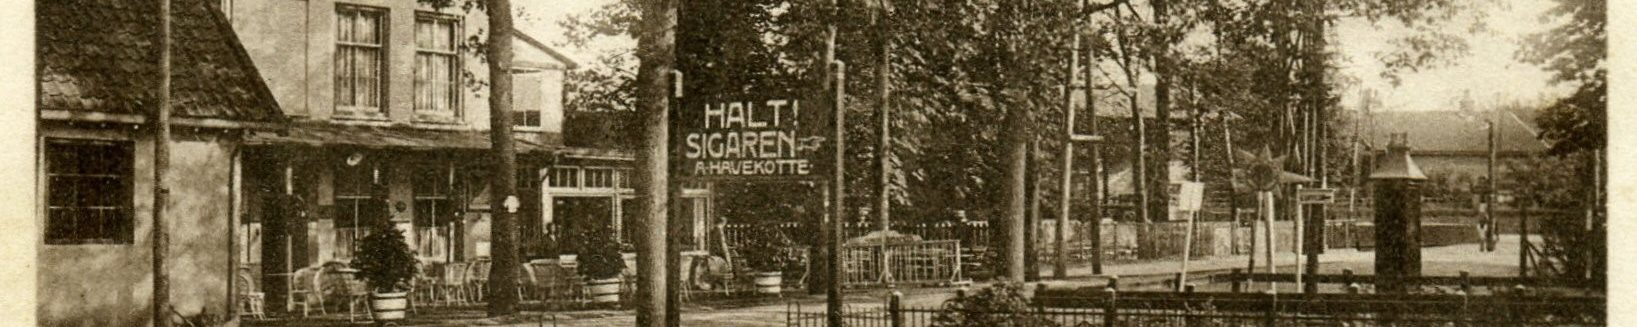 HALT!
SIGAREN
A. HAVEKOTTE